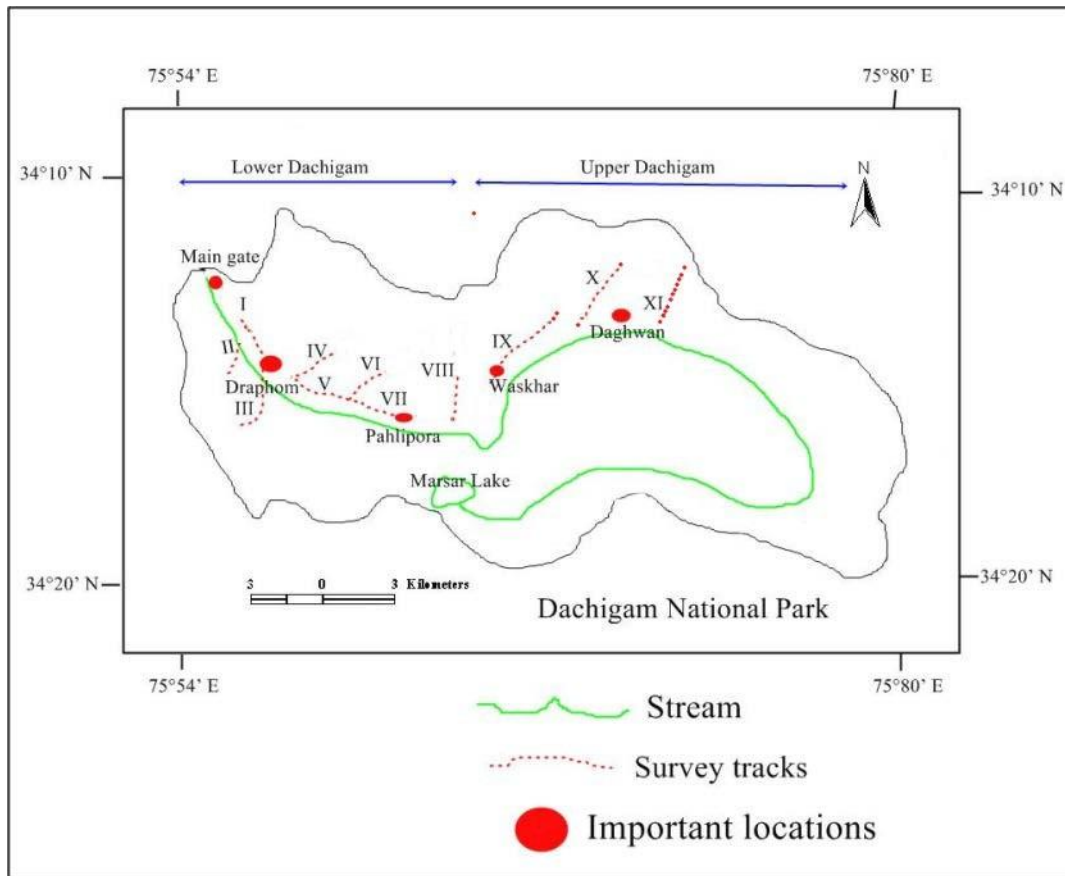 75°54’ E
75°80’ E
34°10’ N
Lower Dachigam
Upper Dachigam
N
34°10’ N
Main gate
I
X
XI
II
IV
VI
VIII
IX
Daghwan
Draphom
V
Waskhar
III
VII
Pahlipora
Marsar Lake
34°20’ N
3 0 3 Kilometers
34°20’ N
Dachigam National Park
75°54’ E
75°80’ E
Stream
Survey tracks
Important locations